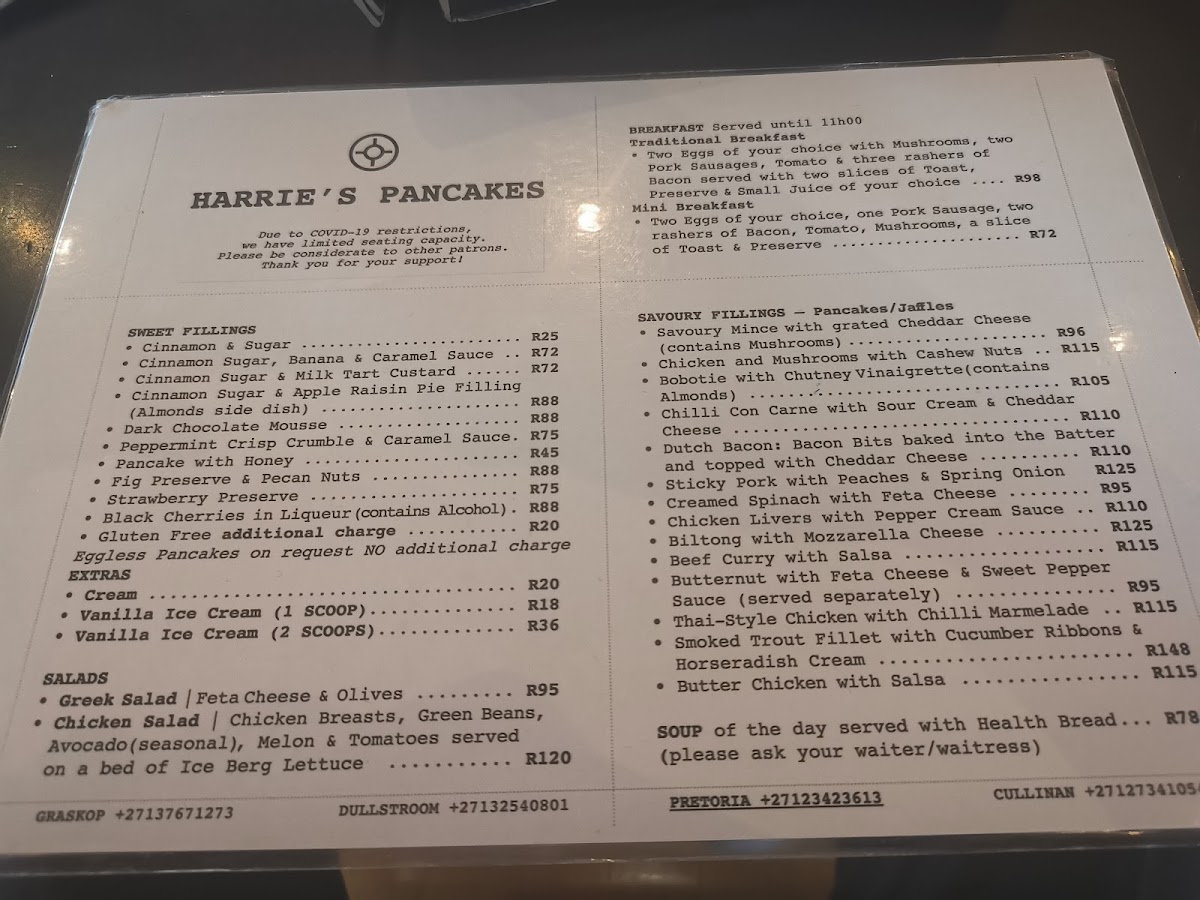 HARRIE'S PANCAKES
Due to COVID-19 restrictions,
we have limited seating capacity.
Please be considerate to other patrons.
Thank you for your support!
BREAKFAST Served until 11h00
Traditional Breakfast
• Two Eggs of your choice with Mushrooms, two
Pork Sausages, Tomato & three rashers of
Bacon served with two slices of Toast,
Preserve & Small Juice of your choice .... R98
Mini Breakfast
• Two Eggs of your choice, one Pork Sausage, two
rashers of Bacon, Tomato, Mushrooms, a slice
of Toast & Preserve ..................... R72
SWEET FILLINGS
• Cinnamon & Sugar ........................ R25
• Cinnamon Sugar, Banana & Caramel Sauce .. R72
• Cinnamon Sugar & Milk Tart Custard ...... R72
• Cinnamon Sugar & Apple Raisin Pie Filling
(Almonds side dish) ..................... R88
• Dark Chocolate Mousse ................... R88
• Peppermint Crisp Crumble & Caramel Sauce. R75
• Pancake with Honey ...................... R45
• Fig Preserve & Pecan Nuts ............... R88
• Strawberry Preserve ..................... R75
• Black Cherries in Liqueur(contains Alcohol). R88
• Gluten Free additional charge .......... R20
Eggless Pancakes on request NO additional charge
EXTRAS
• Cream .................................. R20
• Vanilla Ice Cream (1 SCOOP)............. R18
• Vanilla Ice Cream (2 SCOOPS)............ R36
SALADS
• Greek Salad | Feta Cheese & Olives ......... R95
• Chicken Salad | Chicken Breasts, Green Beans,
Avocado(seasonal), Melon & Tomatoes served
on a bed of Ice Berg Lettuce ........... R120
SAVOURY FILLINGS – Pancakes/Jaffles
• Savoury Mince with grated Cheddar Cheese
(contains Mushrooms) ...................... R96
• Chicken and Mushrooms with Cashew Nuts .. R115
• Bobotie with Chutney Vinaigrette(contains
Almonds) .................................. R105
• Chilli Con Carne with Sour Cream & Cheddar
Cheese .................................... R110
• Dutch Bacon: Bacon Bits baked into the Batter
and topped with Cheddar Cheese .......... R110
• Sticky Pork with Peaches & Spring Onion R125
• Creamed Spinach with Feta Cheese ........ R95
• Chicken Livers with Pepper Cream Sauce .. R110
• Biltong with Mozzarella Cheese ......... R125
• Beef Curry with Salsa .................... R115
• Butternut with Feta Cheese & Sweet Pepper
Sauce (served separately) ............... R95
• Thai-Style Chicken with Chilli Marmelade .. R115
• Smoked Trout Fillet with Cucumber Ribbons &
Horseradish Cream ....................... R148
• Butter Chicken with Salsa ................ R115
SOUP of the day served with Health Bread... R78
(please ask your waiter/waitress)
GRASKOP +27137671273 DULLSTROOM +27132540801 PRETORIA +27123423613 CULLINAN +2712734105